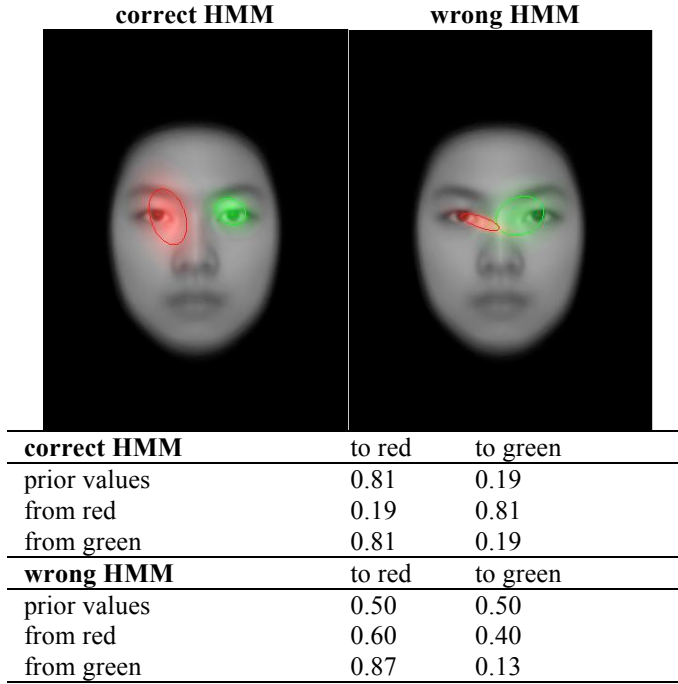 correct HMM wrong HMM
correct HMM to red to green
prior values 0.81 0.19
from red 0.19 0.81
from green 0.81 0.19
wrong HMM to red to green
prior values 0.50 0.50
from red 0.60 0.40
from green 0.87 0.13